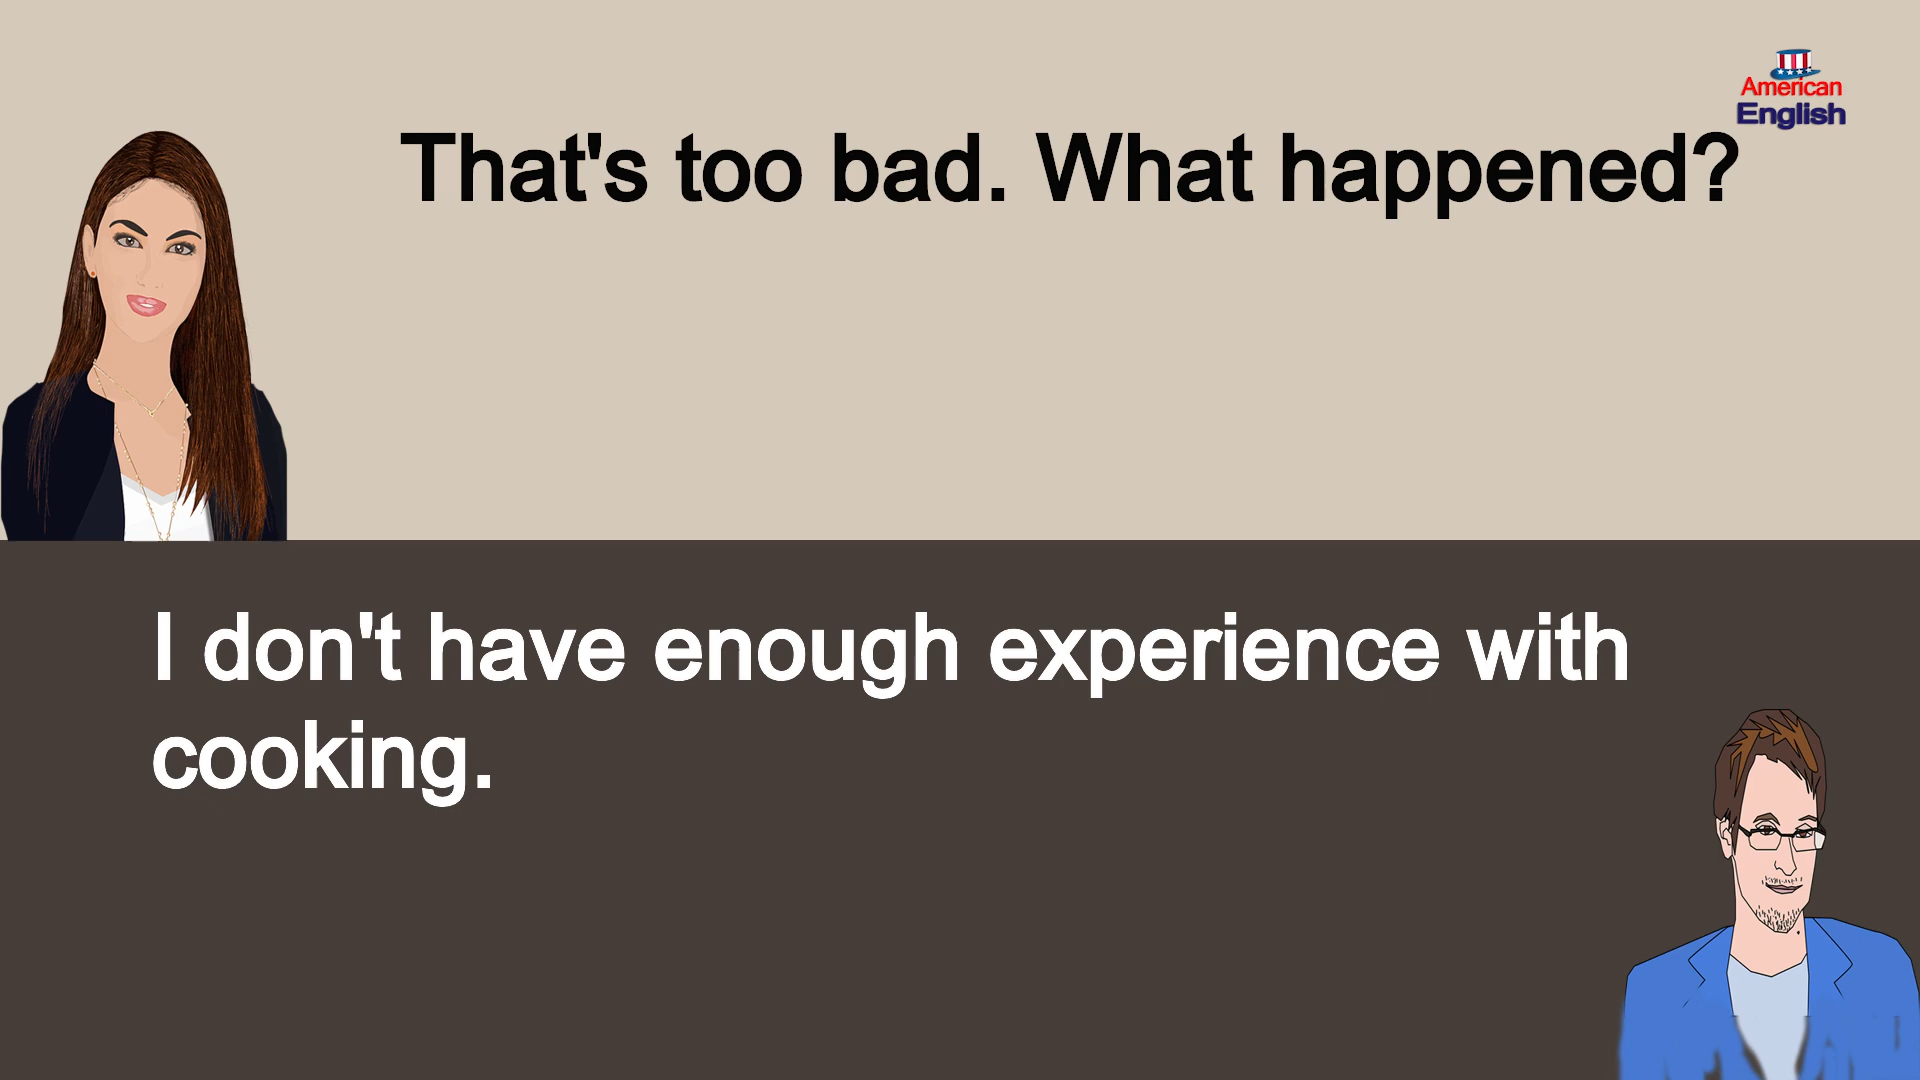 American
English
That's too bad. What happened?
I don't have enough experience with
cooking.